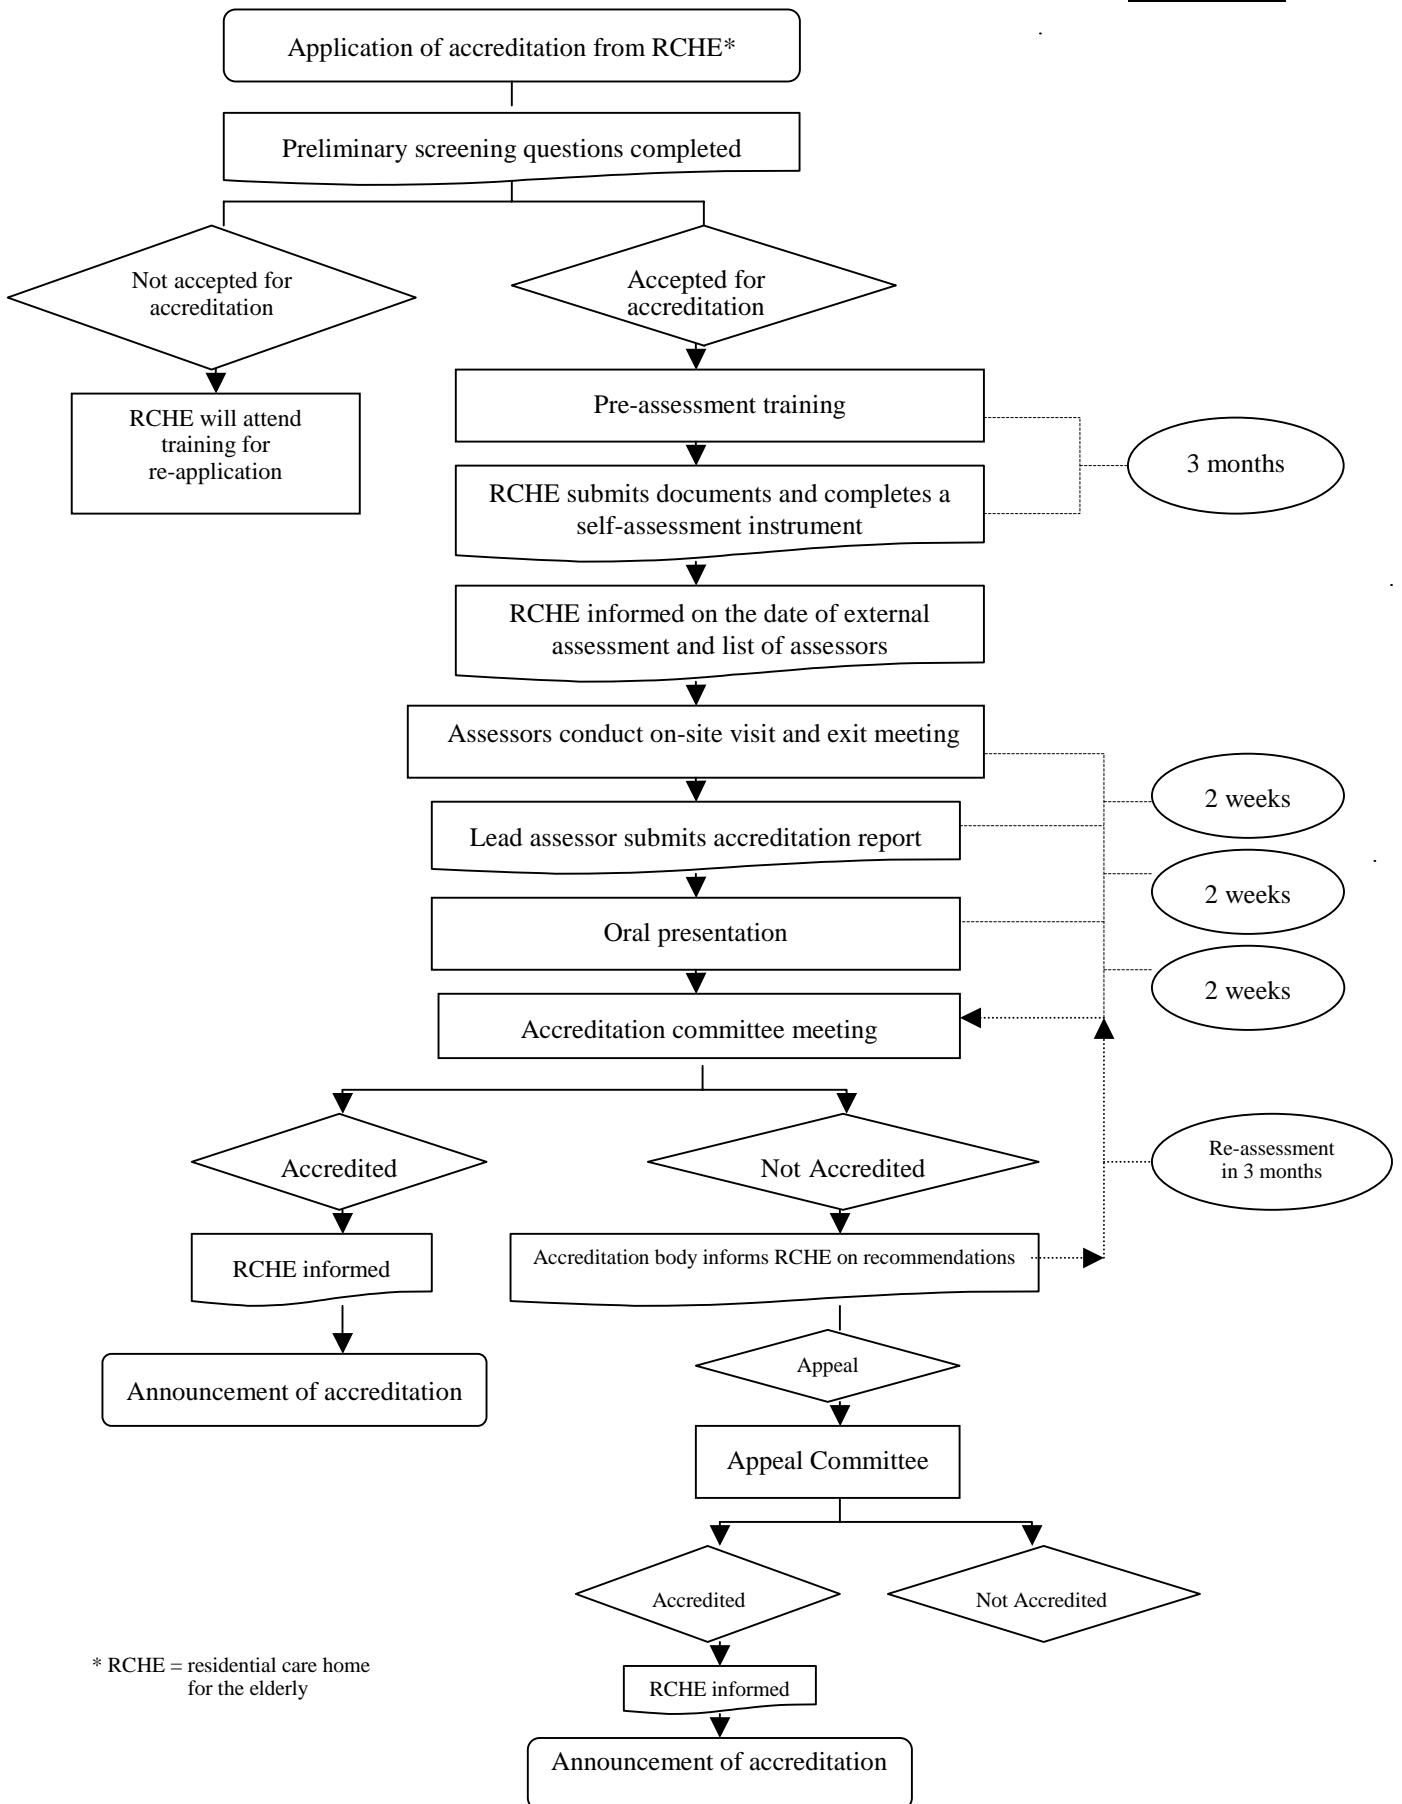 Application of accreditation from RCHE*
Preliminary screening questions completed
Not accepted for
accreditation
Accepted for
accreditation
RCHE will attend
training for
re-application
Pre-assessment training
3 months
RCHE submits documents and completes a
self-assessment instrument
RCHE informed on the date of external
assessment and list of assessors
Assessors conduct on-site visit and exit meeting
2 weeks
Lead assessor submits accreditation report
2 weeks
Oral presentation
2 weeks
Accreditation committee meeting
Accredited
Not Accredited
Re-assessment
in 3 months
RCHE informed
Accreditation body informs RCHE on recommendations
Announcement of accreditation
Appeal
Appeal Committee
Accredited
Not Accredited
* RCHE = residential care home
for the elderly
RCHE informed
Announcement of accreditation